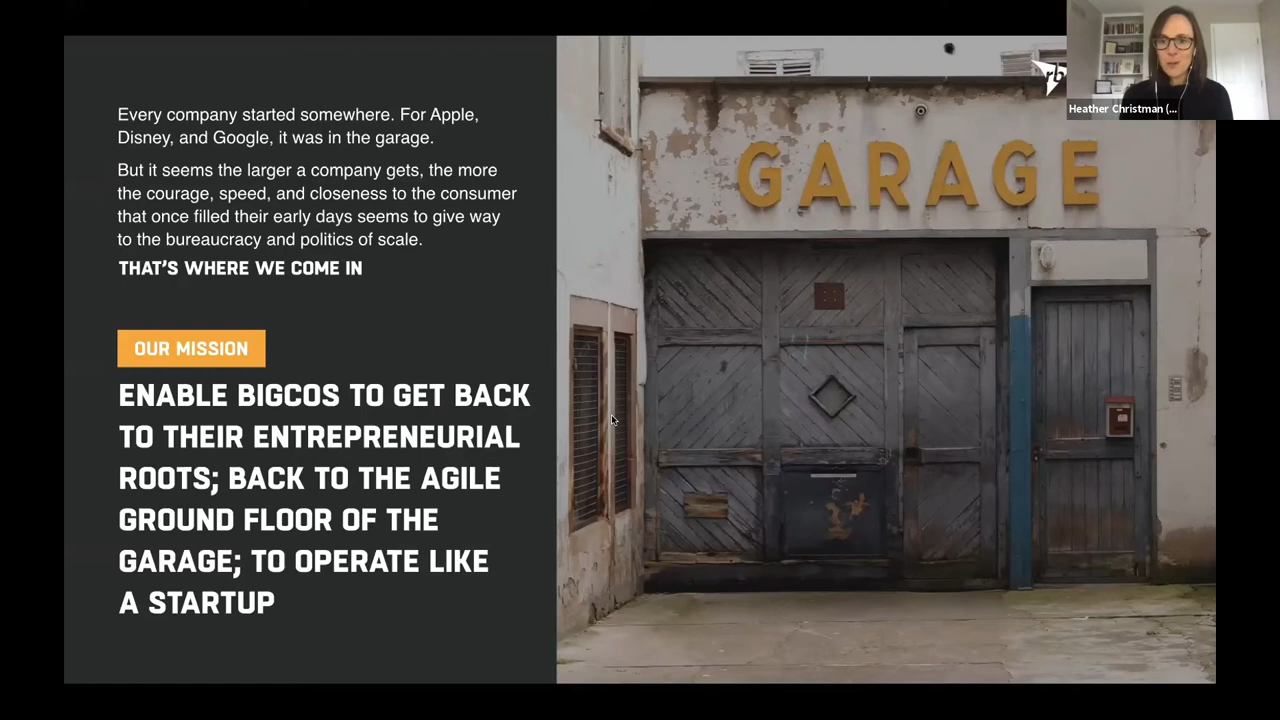 Every company started somewhere. For Apple,
Disney, and Google, it was in the garage.
But it seems the larger a company gets, the more
the courage, speed, and closeness to the consumer
that once filled their early days seems to give way
to the bureaucracy and politics of scale.
THAT'S WHERE WE COME IN
OUR MISSION
ENABLE BIGCOS TO GET BACK
TO THEIR ENTREPRENEURIAL
ROOTS; BACK TO THE AGILE
GROUND FLOOR OF THE
GARAGE; TO OPERATE LIKE
A STARTUP
GARAGE
rb
Heather Christman (...